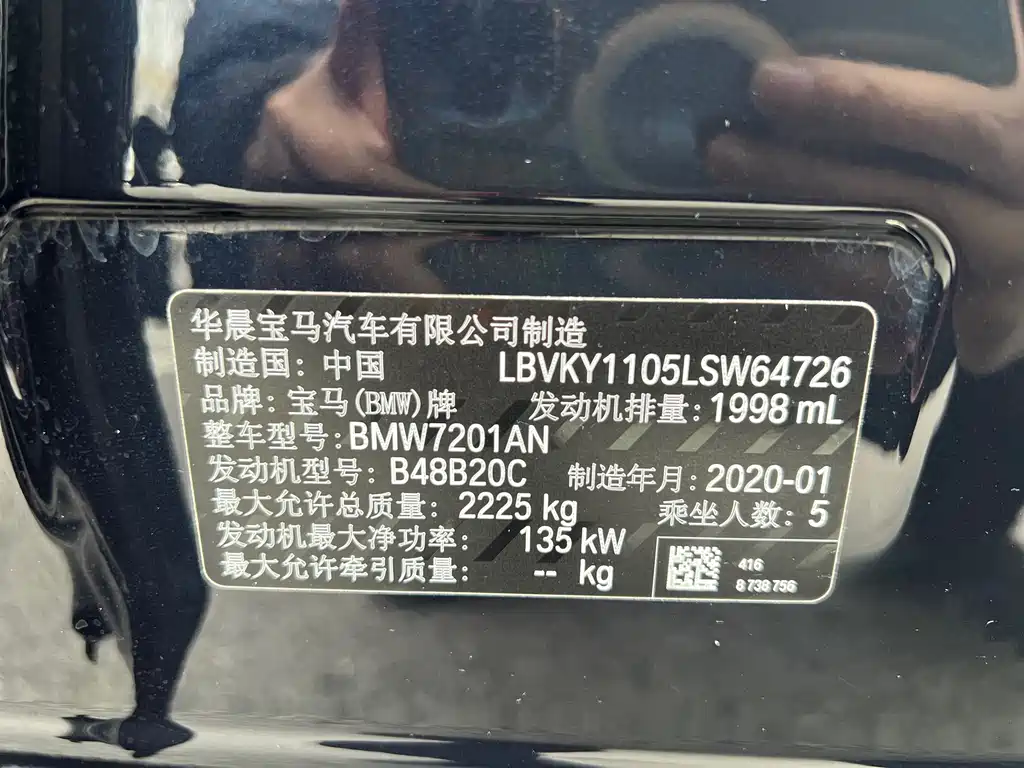 华晨宝马汽车有限公司制造
制造国：中国 LBVKY1105LSW64726
品牌：宝马(BMW)牌 发动机排量：1998 mL
整车型号：BMW7201AN
发动机型号：B48B20C 制造年月：2020-01
最大允许总质量：2225 kg 乘坐人数：5
发动机最大净功率：135 kW
最大允许牵引质量：-- kg
416
8 738 756